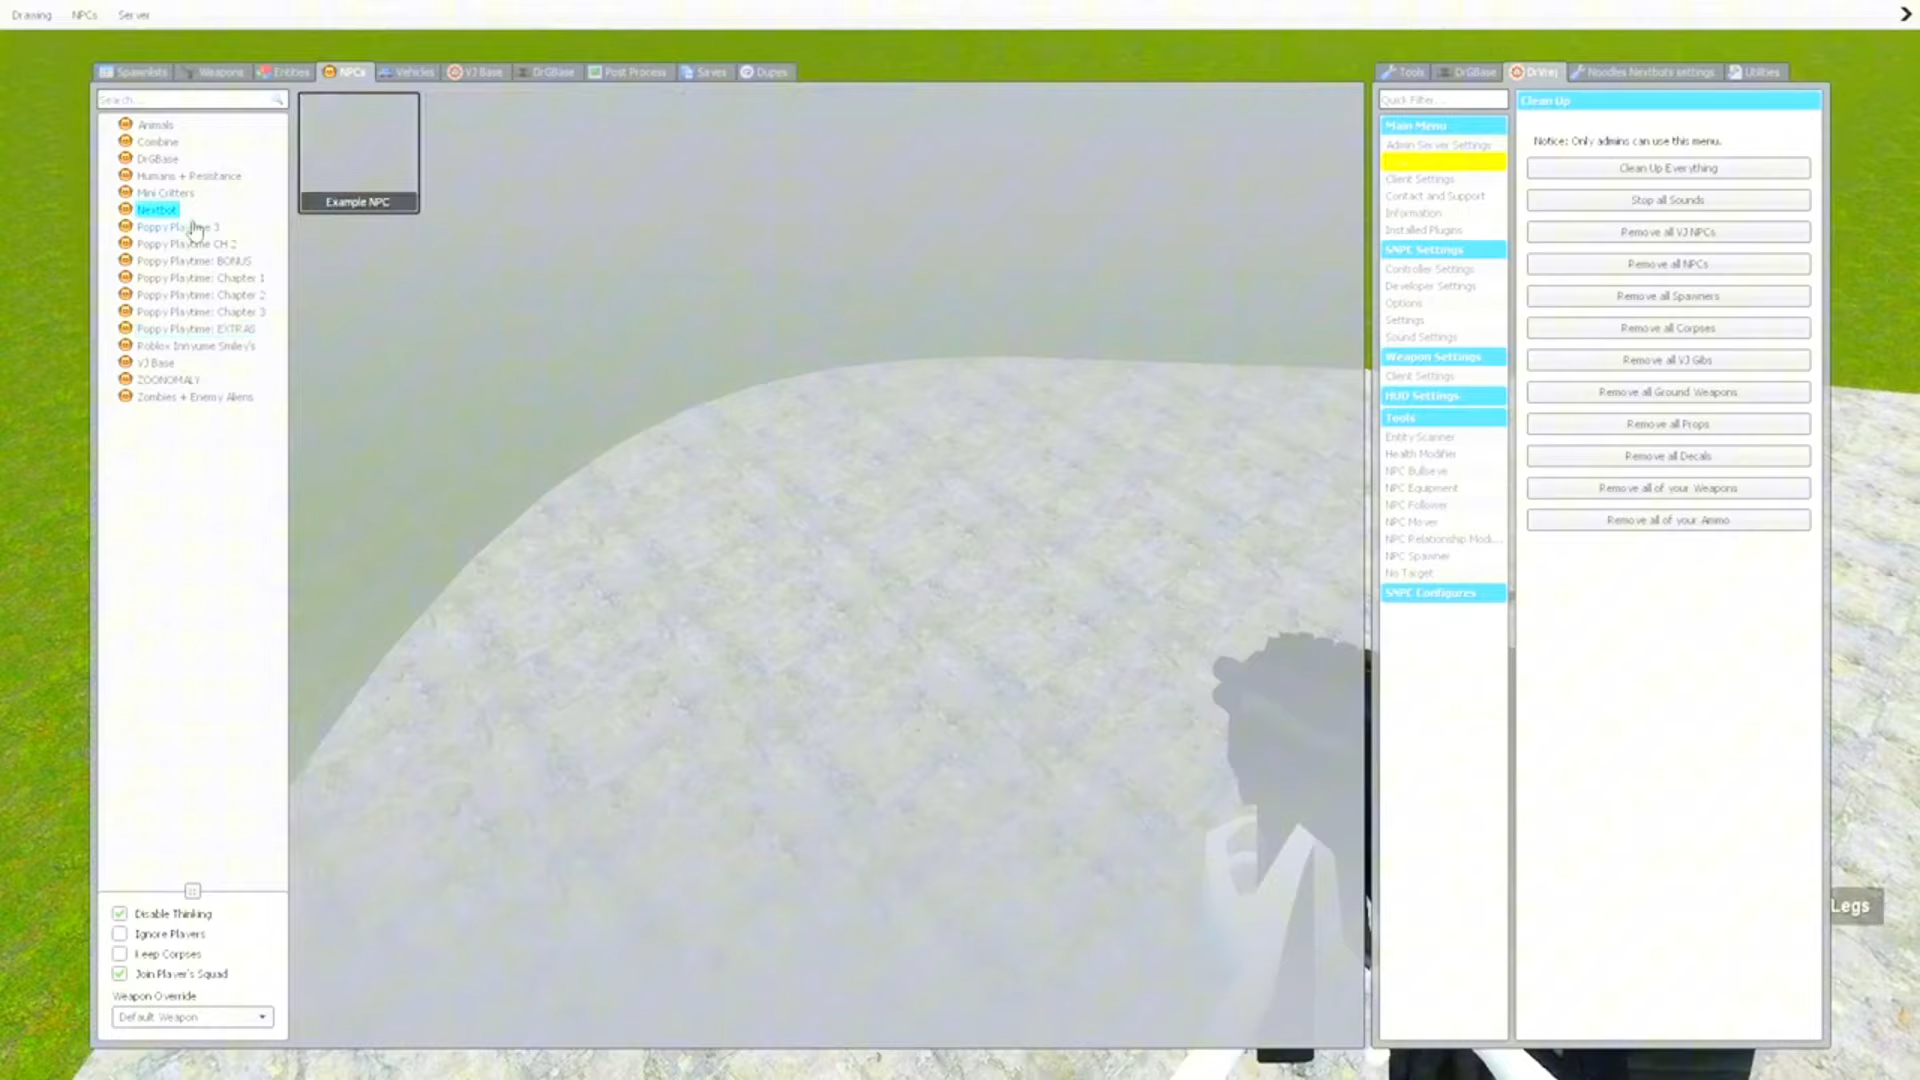 Drawing NPCs Server
Spawnlists Weapons Entities NPCs Vehicles VJ Base DrGBase Post Process Saves Dupes
Search...
Animals
Combine
DrGBase
Humans + Resistance
Mini Critters
Nextbot
Poppy Playtime 3
Poppy Playtime CH 2
Poppy Playtime: BONUS
Poppy Playtime: Chapter 1
Poppy Playtime: Chapter 2
Poppy Playtime: Chapter 3
Poppy Playtime: EXTRAS
Roblox Innyume Smiley's
VJ Base
ZOONOMALY
Zombies + Enemy Aliens
Disable Thinking
Ignore Players
Keep Corpses
Join Player's Squad
Weapon Override
Default Weapon
Example NPC
Tools DrGBase DrVrej Noodles Nextbots settings Utilities
Quick Filter...
Main Menu
Admin Server Settings
Client Settings
Contact and Support
Information
Installed Plugins
SNPC Settings
Controller Settings
Developer Settings
Options
Settings
Sound Settings
Weapon Settings
Client Settings
HUD Settings
Tools
Entity Scanner
Health Modifier
NPC Bullseye
NPC Equipment
NPC Follower
NPC Mover
NPC Relationship Modi...
NPC Spawner
No Target
SNPC Configures
Clean Up
Notice: Only admins can use this menu.
Clean Up Everything
Stop all Sounds
Remove all VJ NPCs
Remove all NPCs
Remove all Spawners
Remove all Corpses
Remove all VJ Gibs
Remove all Ground Weapons
Remove all Props
Remove all Decals
Remove all of your Weapons
Remove all of your Ammo
Legs